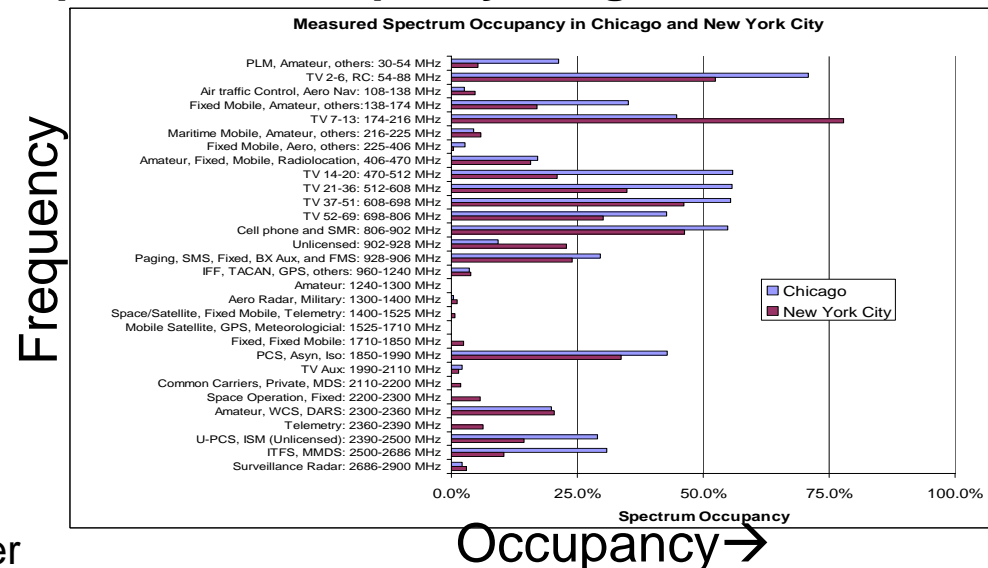 Measured Spectrum Occupancy in Chicago and New York City
PLM, Amateur, others: 30-54 MHz
TV 2-6, RC: 54-88 MHz
Air traffic Control, Aero Nav: 108-138 MHz
Fixed Mobile, Amateur, others:138-174 MHz
TV 7-13: 174-216 MHz
Maritime Mobile, Amateur, others: 216-225 MHz
Fixed Mobile, Aero, others: 225-406 MHz
Amateur, Fixed, Mobile, Radiolocation, 406-470 MHz
TV 14-20: 470-512 MHz
TV 21-36: 512-608 MHz
TV 37-51: 608-698 MHz
TV 52-69: 698-806 MHz
Cell phone and SMR: 806-902 MHz
Unlicensed: 902-928 MHz
Paging, SMS, Fixed, BX Aux, and FMS: 928-906 MHz
IFF, TACAN, GPS, others: 960-1240 MHz
Amateur: 1240-1300 MHz
Aero Radar, Military: 1300-1400 MHz
Space/Satellite, Fixed Mobile, Telemetry: 1400-1525 MHz
Mobile Satellite, GPS, Meteorologicial: 1525-1710 MHz
Fixed, Fixed Mobile: 1710-1850 MHz
PCS, Asyn, Iso: 1850-1990 MHz
TV Aux: 1990-2110 MHz
Common Carriers, Private, MDS: 2110-2200 MHz
Space Operation, Fixed: 2200-2300 MHz
Amateur, WCS, DARS: 2300-2360 MHz
Telemetry: 2360-2390 MHz
U-PCS, ISM (Unlicensed): 2390-2500 MHz
ITFS, MMDS: 2500-2686 MHz
Surveillance Radar: 2686-2900 MHz
Frequency
Chicago
New York City
0.0% 25.0% 50.0% 75.0% 100.0%
Spectrum Occupancy
Occupancy→
er